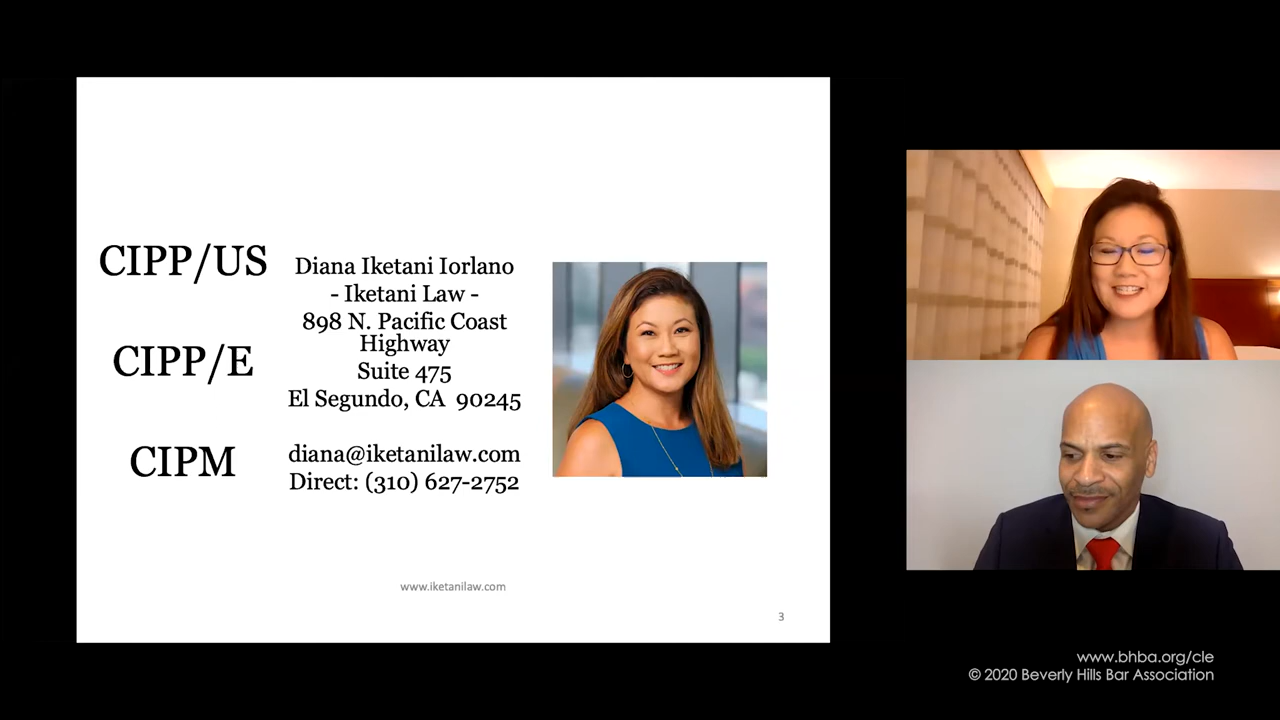 CIPP/US
CIPP/E
CIPM
Diana Iketani Iorlano
- Iketani Law -
898 N. Pacific Coast
Highway
Suite 475
El Segundo, CA 90245
diana@iketanilaw.com
Direct: (310) 627-2752
www.iketanilaw.com
3
www.bhba.org/cle
© 2020 Beverly Hills Bar Association